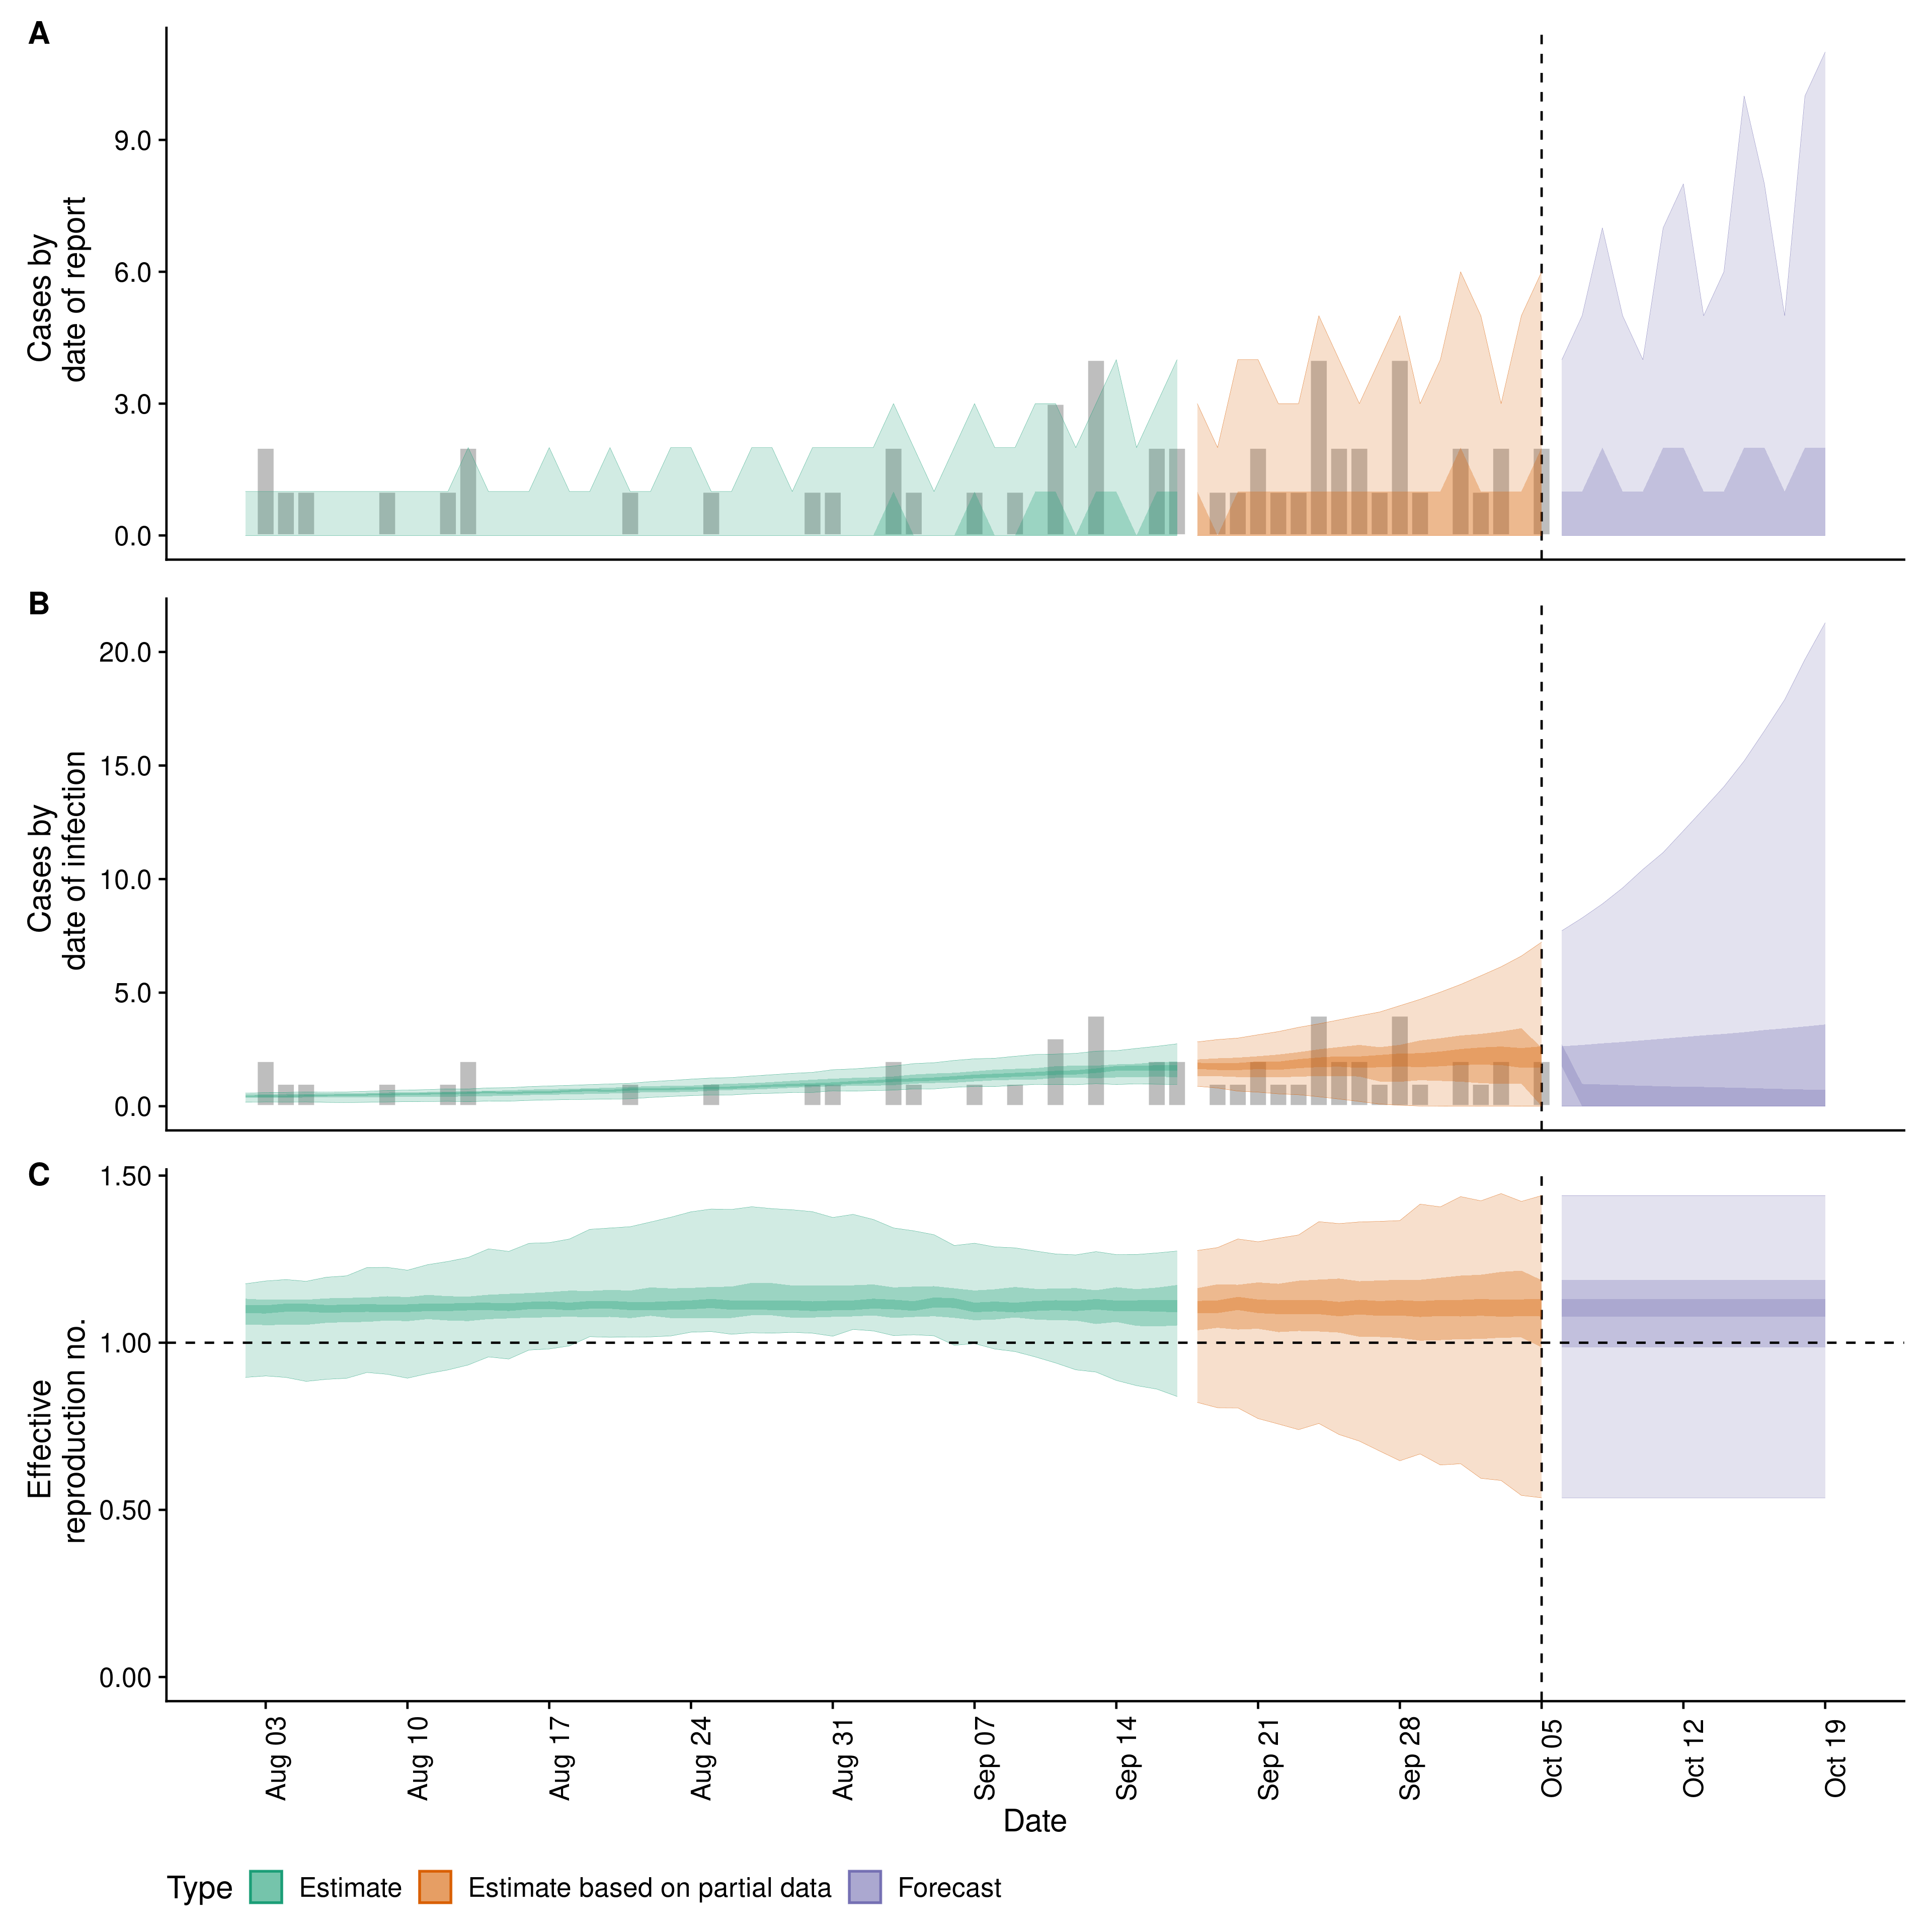 A
Cases by
date of report
9.0
6.0
3.0
0.0
B
Cases by
date of infection
20.0
15.0
10.0
5.0
0.0
C
Effective
reproduction no.
1.50
1.00
0.50
0.00
Aug 03
Aug 10
Aug 17
Aug 24
Aug 31
Sep 07
Sep 14
Sep 21
Sep 28
Oct 05
Oct 12
Oct 19
Date
Type Estimate Estimate based on partial data Forecast